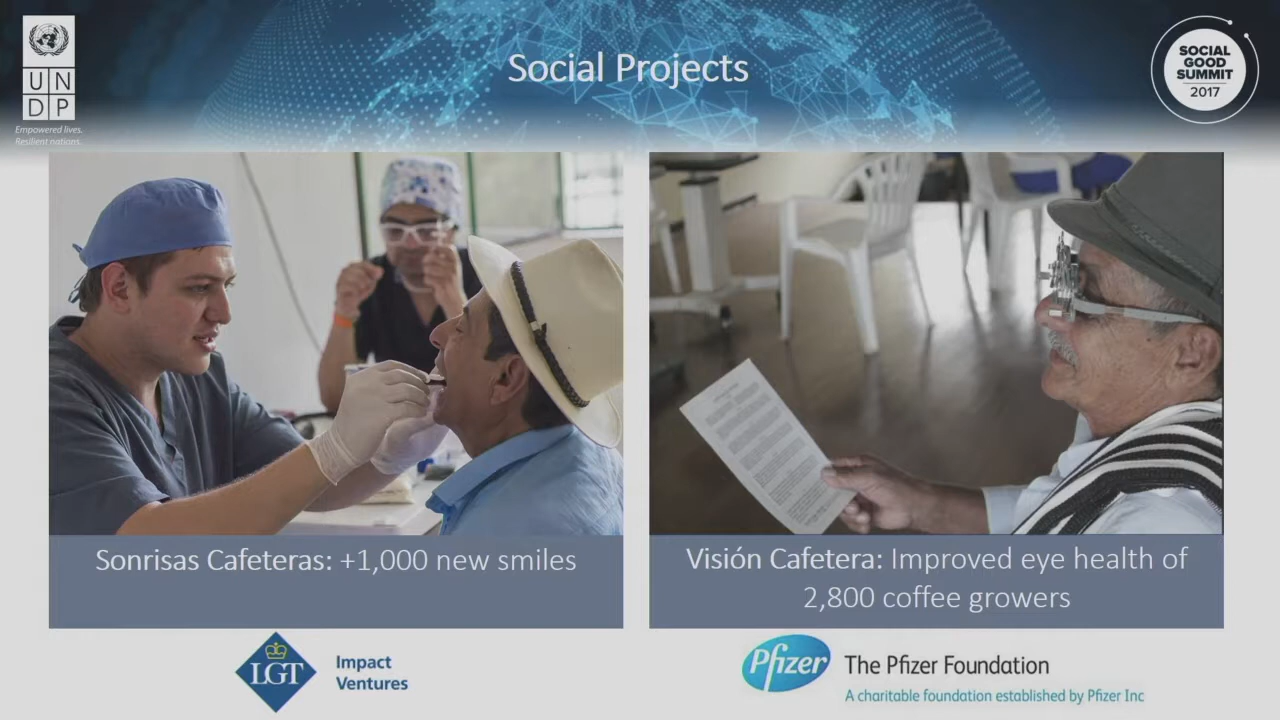 UN
DP
Empowered lives.
Resilient nations.
Social Projects
SOCIAL
GOOD
SUMMIT
2017
Sonrisas Cafeteras: +1,000 new smiles
Visión Cafetera: Improved eye health of
2,800 coffee growers
LGT
Impact
Ventures
Pfizer
The Pfizer Foundation
A charitable foundation established by Pfizer Inc